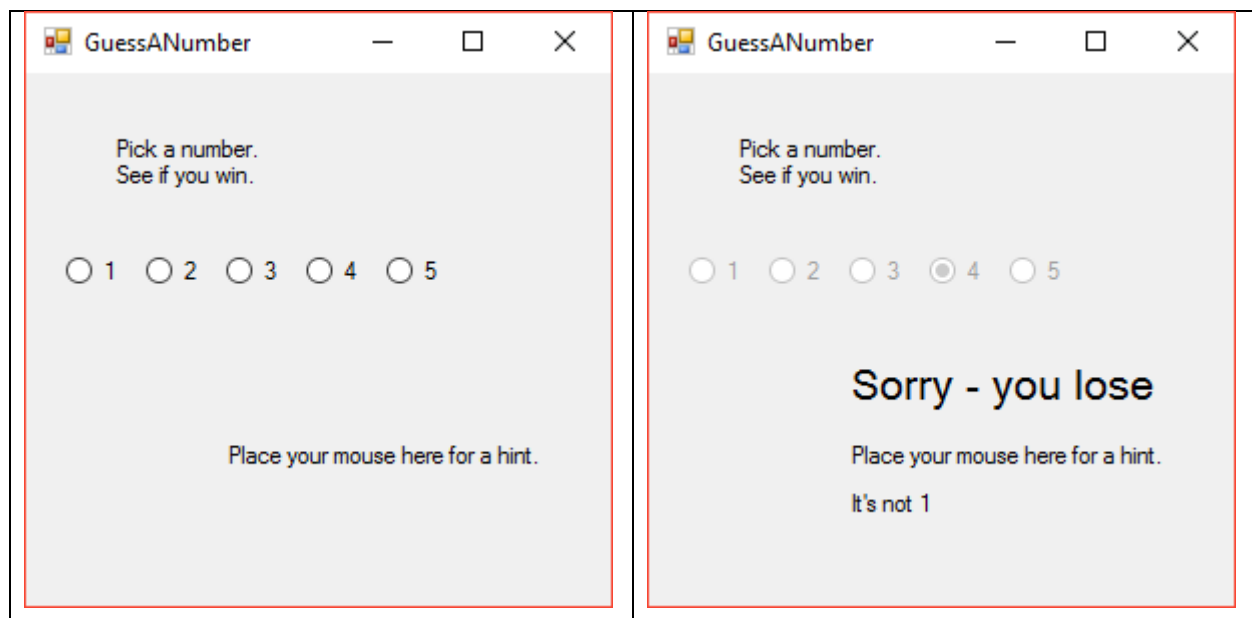 GuessANumber
Pick a number.
See if you win.
1 2 3 4 5
Place your mouse here for a hint.
GuessANumber
Pick a number.
See if you win.
1 2 3 4 5
Sorry - you lose
Place your mouse here for a hint.
It's not 1